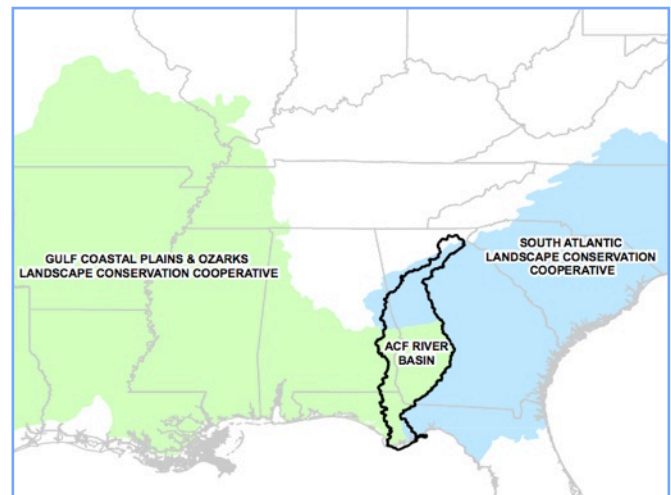 GULF COASTAL PLAINS & OZARKS
LANDSCAPE CONSERVATION COOPERATIVE
SOUTH ATLANTIC
LANDSCAPE CONSERVATION
COOPERATIVE
ACF RIVER
BASIN